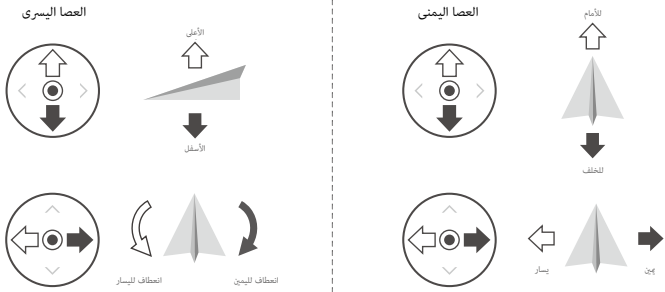 العصا اليمنى
للأمام
للخلف
يسار
يمين
العصا اليسرى
الأعلى
الأسفل
انعطاف لليسار
انعطاف لليمين